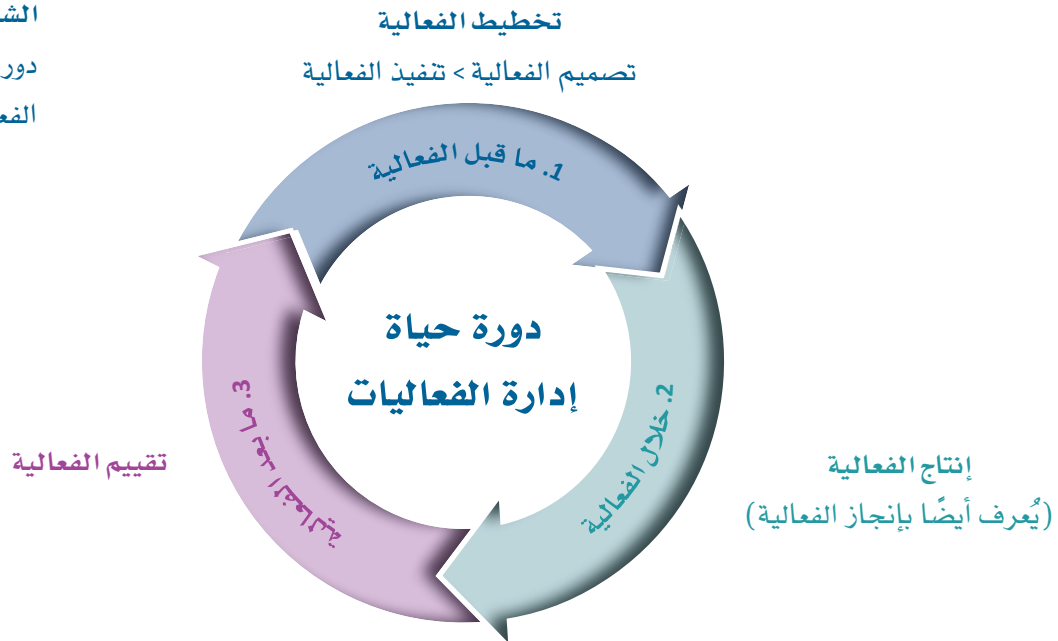 تخطيط الفعالية
تصميم الفعالية > تنفيذ الفعالية
1. ما قبل الفعالية
دورة حياة
إدارة الفعاليات
2. خلال الفعالية
إنتاج الفعالية
(يُعرف أيضًا بإنجاز الفعالية)
3. ما بعد الفعالية
تقييم الفعالية